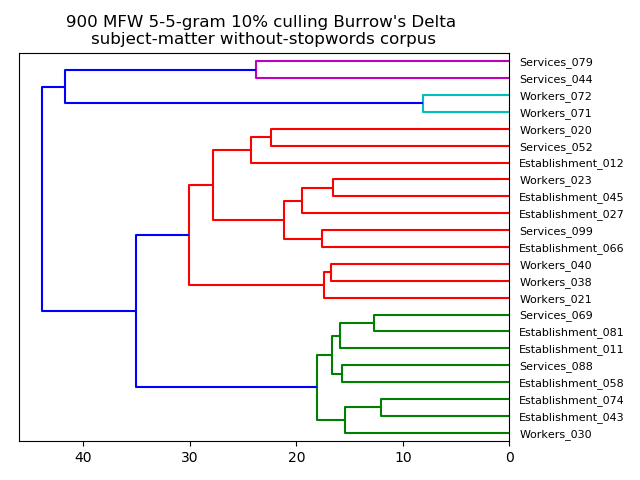 900 MFW 5-5-gram 10% culling Burrow's Delta
subject-matter without-stopwords corpus
Services_079
Services_044
Workers_072
Workers_071
Workers_020
Services_052
Establishment_012
Workers_023
Establishment_045
Establishment_027
Services_099
Establishment_066
Workers_040
Workers_038
Workers_021
Services_069
Establishment_081
Establishment_011
Services_088
Establishment_058
Establishment_074
Establishment_043
Workers_030
40 30 20 10 0